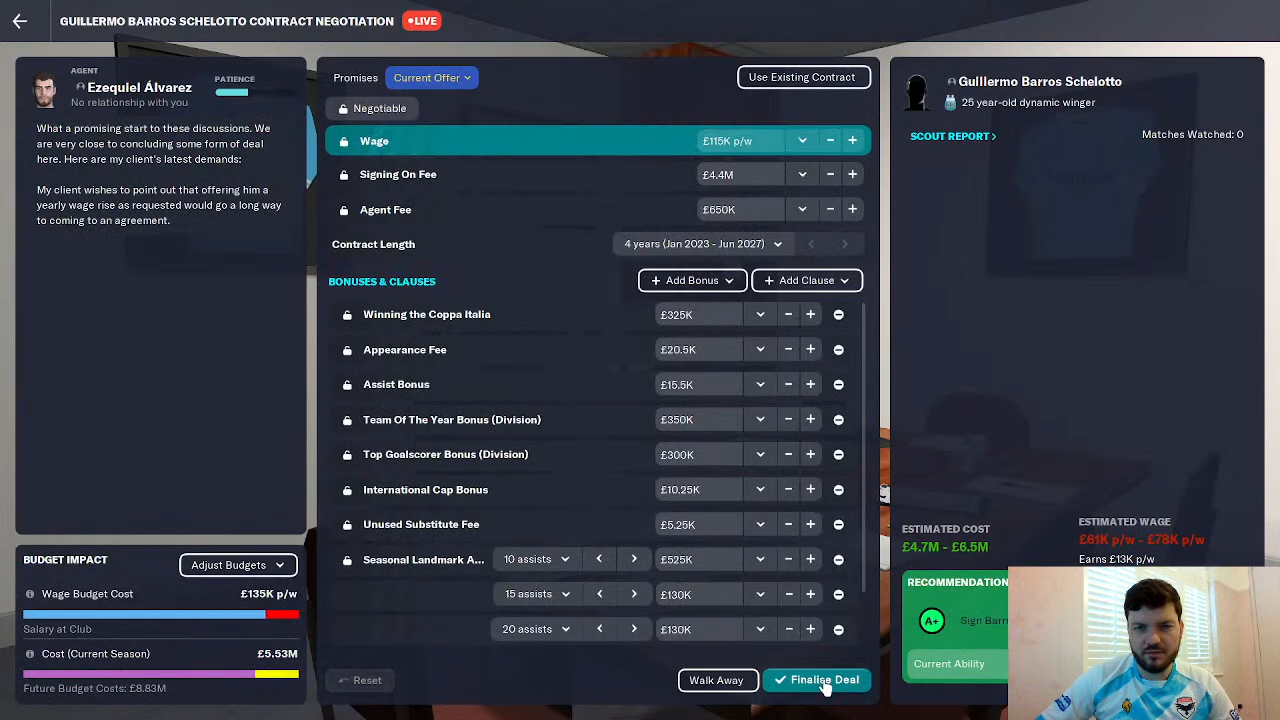 GUILLERMO BARROS SCHELOTTO CONTRACT NEGOTIATION
LIVE
AGENT
Ezequiel Álvarez
No relationship with you
PATIENCE
What a promising start to these discussions. We
are very close to agreeing some form of a deal
here. Here are my client's latest demands:
My client wishes to point out that offering him a
yearly wage rise as requested would go a long way
to coming to an agreement.
BUDGET IMPACT
Adjust Budgets
Wage Budget Cost
£135K p/w
Salary at Club
Cost (Current Season)
£5.53M
Future Budget Costs: £8.83M
Promises
Current Offer
Use Existing Contract
Negotiable
Wage
£115K p/w
Signing On Fee
£4.4M
Agent Fee
£650K
Contract Length
4 years (Jan 2023 - Jun 2027)
BONUSES & CLAUSES
+ Add Bonus
+ Add Clause
Winning the Coppa Italia
£325K
Appearance Fee
£20.5K
Assist Bonus
£15.5K
Team Of The Year Bonus (Division)
£350K
Top Goalscorer Bonus (Division)
£300K
International Cap Bonus
£10.25K
Unused Substitute Fee
£5.25K
Seasonal Landmark A...
10 assists
£525K
15 assists
£130K
20 assists
£130K
Reset
Walk Away
Finalise Deal
Guillermo Barros Schelotto
25 year-old dynamic winger
SCOUT REPORT >
Matches Watched: 0
ESTIMATED COST
£4.7M - £6.5M
ESTIMATED WAGE
£61K p/w - £78K p/w
Earns £13K p/w
RECOMMENDATION
A+
Sign Barr
Current Ability